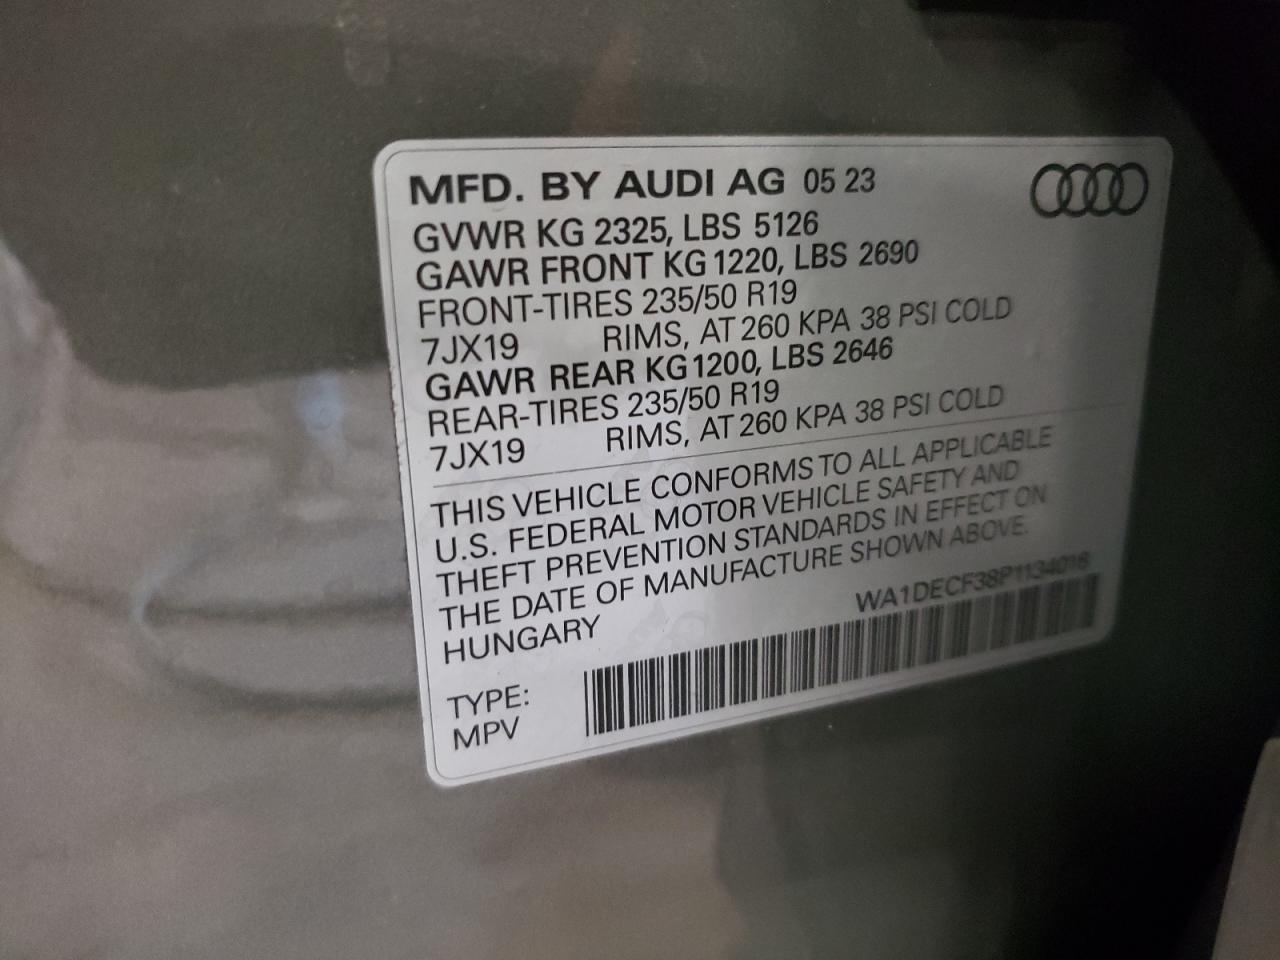 MFD. BY AUDI AG 05 23
GVWR KG 2325, LBS 5126
GAWR FRONT KG 1220, LBS 2690
FRONT-TIRES 235/50 R19
7JX19 RIMS, AT 260 KPA 38 PSI COLD
GAWR REAR KG 1200, LBS 2646
REAR-TIRES 235/50 R19
7JX19 RIMS, AT 260 KPA 38 PSI COLD
THIS VEHICLE CONFORMS TO ALL APPLICABLE
U.S. FEDERAL MOTOR VEHICLE SAFETY AND
THEFT PREVENTION STANDARDS IN EFFECT ON
THE DATE OF MANUFACTURE SHOWN ABOVE.
HUNGARY
WA1DECF38P1134016
TYPE:
MPV